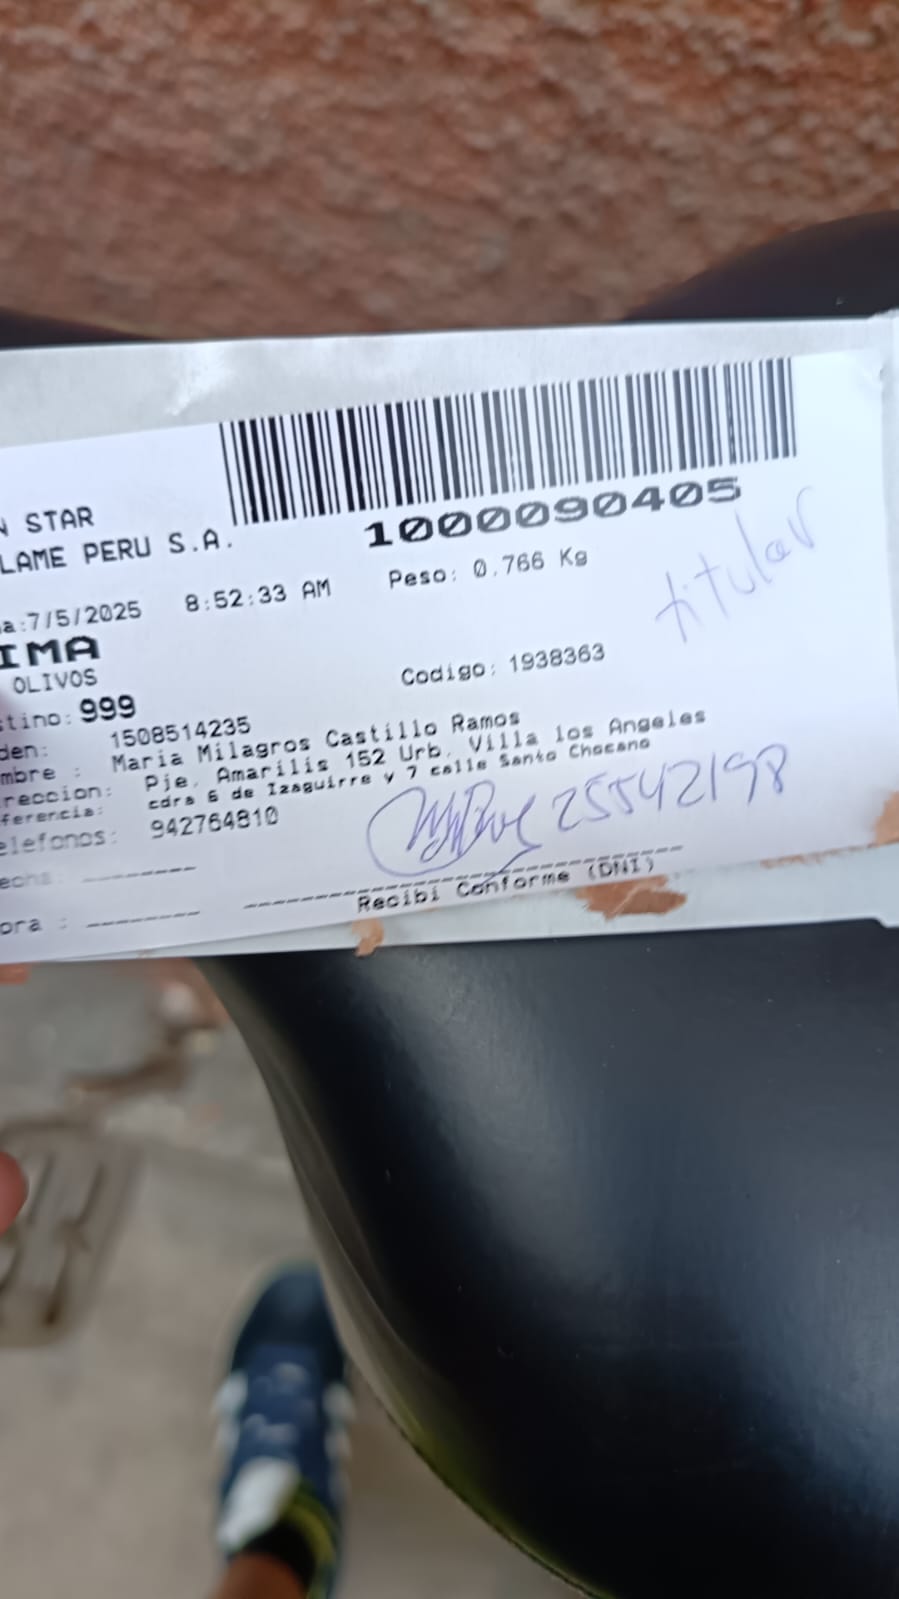 N STAR
LAME PERU S.A.
1000090405
a:7/5/2025 8:52:33 AM Peso: 0.766 Kg
titular
IMA
OLIVOS
Codigo: 1938363
stino: 999
den: 1508514235
mbre : Maria Milagros Castillo Ramos
reccion: Pje. Amarilis 152 Urb. Villa los Angeles
ferencia: cdra 6 de Izaguirre y 7 calle Santo Chocano
elefonos: 942764810
25542198
echa: --------
ora : --------
Recibi Conforme (DNI)